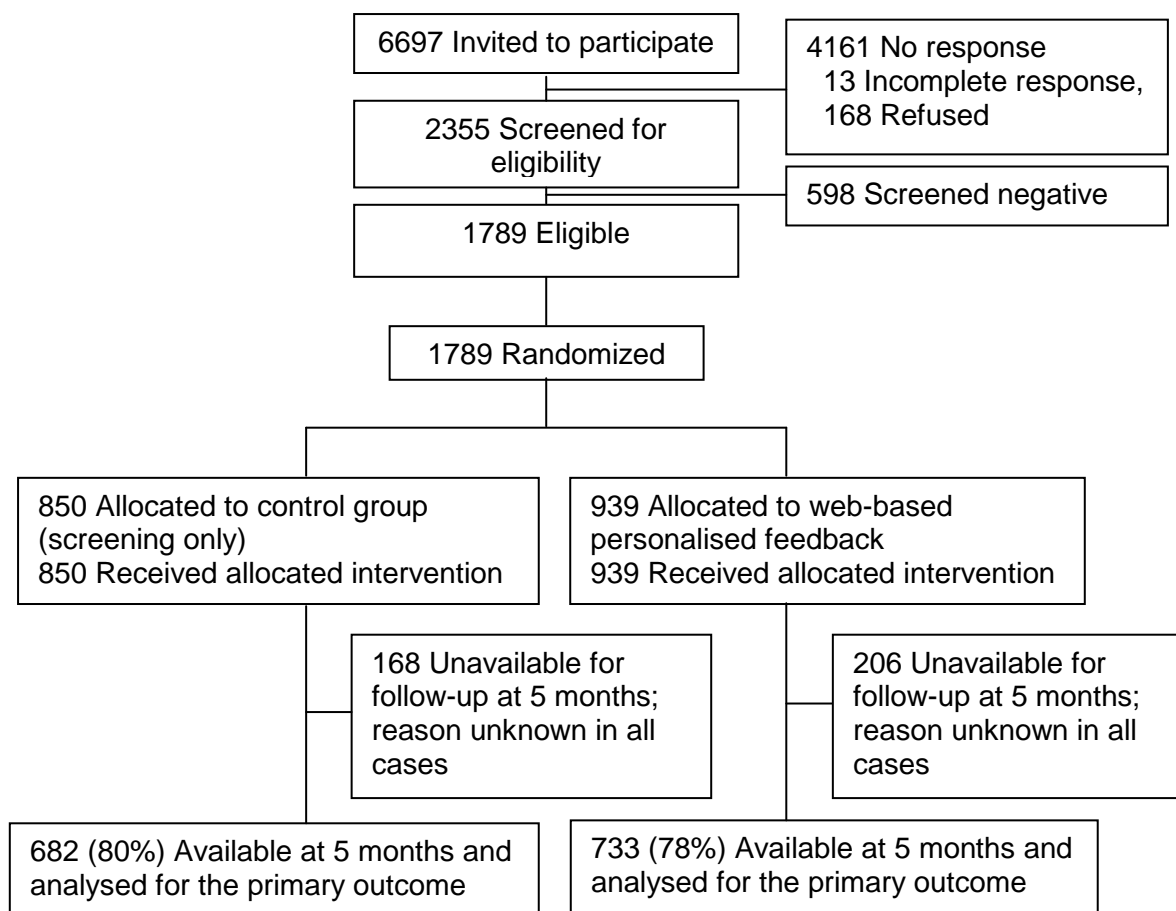 6697 Invited to participate
4161 No response
13 Incomplete response,
168 Refused
2355 Screened for
eligibility
598 Screened negative
1789 Eligible
1789 Randomized
850 Allocated to control group
(screening only)
850 Received allocated intervention
939 Allocated to web-based
personalised feedback
939 Received allocated intervention
168 Unavailable for
follow-up at 5 months;
reason unknown in all
cases
206 Unavailable for
follow-up at 5 months;
reason unknown in all
cases
682 (80%) Available at 5 months and
analysed for the primary outcome
733 (78%) Available at 5 months and
analysed for the primary outcome